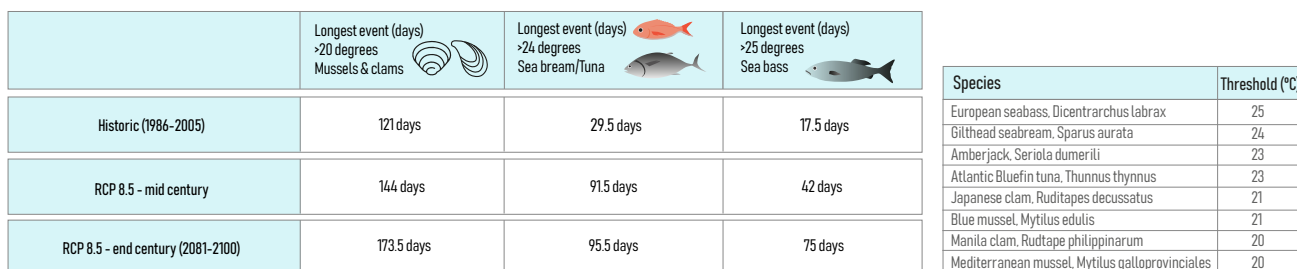 Longest event (days)
>20 degrees
Mussels & clams
Longest event (days)
>24 degrees
Sea bream/Tuna
Longest event (days)
>25 degrees
Sea bass
Historic (1986-2005)
121 days
29.5 days
17.5 days
RCP 8.5 - mid century
144 days
91.5 days
42 days
RCP 8.5 - end century (2081-2100)
173.5 days
95.5 days
75 days
Species Threshold (ºC)
European seabass, Dicentrarchus labrax 25
Gilthead seabream, Sparus aurata 24
Amberjack, Seriola dumerili 23
Atlantic Bluefin tuna, Thunnus thynnus 23
Japanese clam, Ruditapes decussatus 21
Blue mussel, Mytilus edulis 21
Manila clam, Rudtape philippinarum 20
Mediterranean mussel, Mytilus galloprovinciales 20